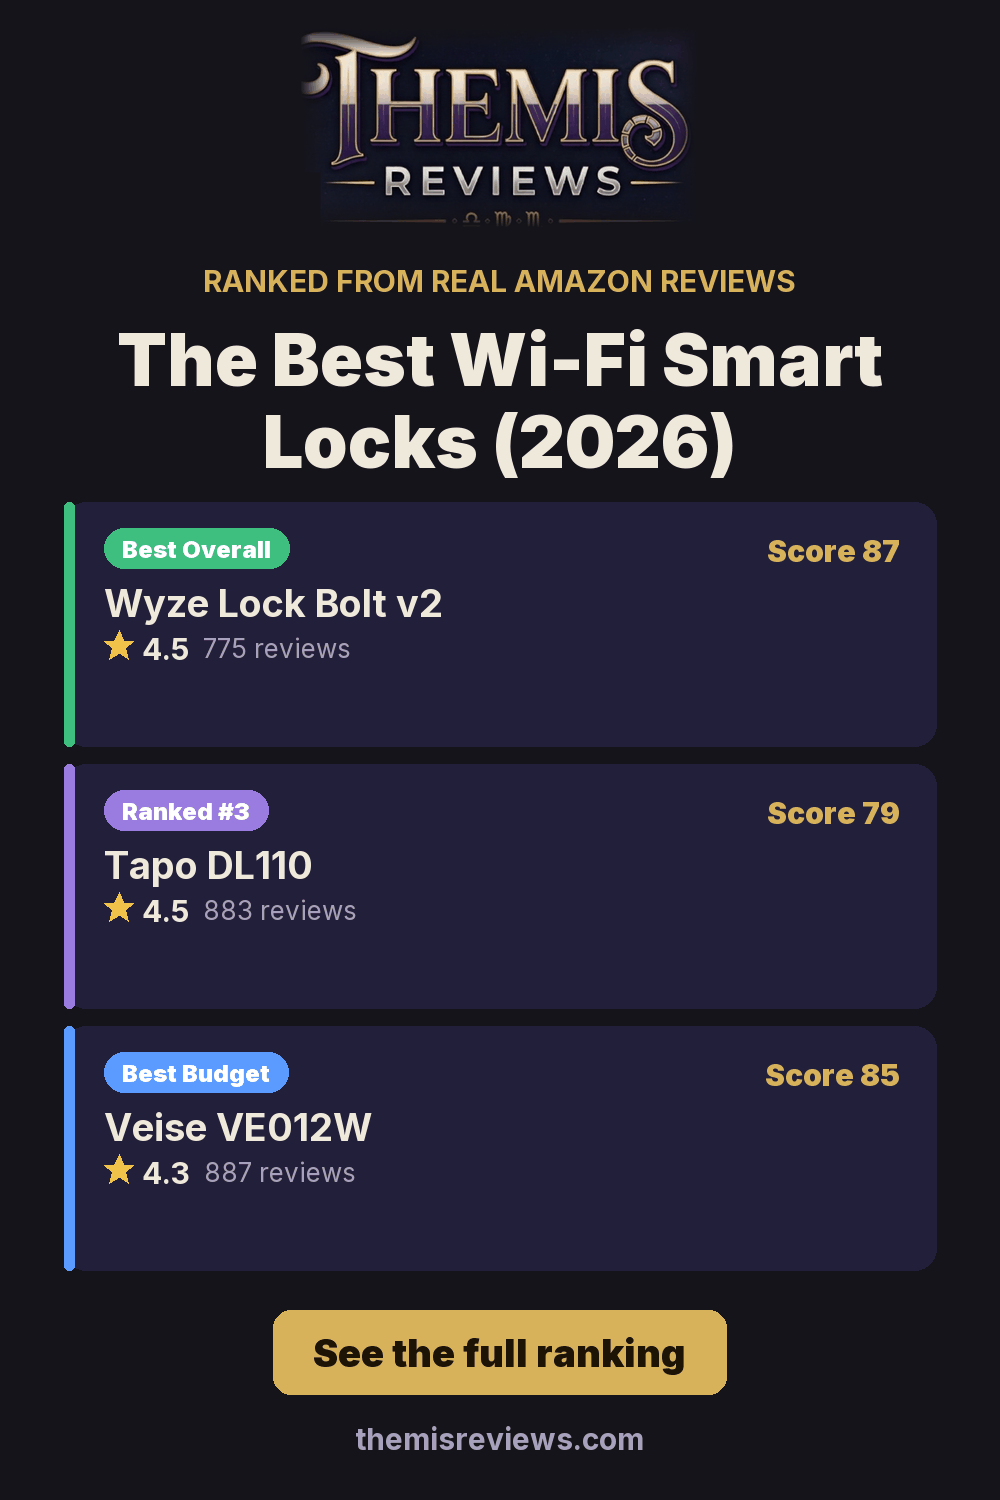 THEMIS
REVIEWS
♎ ♍ ♏
RANKED FROM REAL AMAZON REVIEWS
The Best Wi-Fi Smart
Locks (2026)
Best Overall
Score 87
Wyze Lock Bolt v2
4.5 775 reviews
Ranked #3
Score 79
Tapo DL110
4.5 883 reviews
Best Budget
Score 85
Veise VE012W
4.3 887 reviews
See the full ranking
themisreviews.com